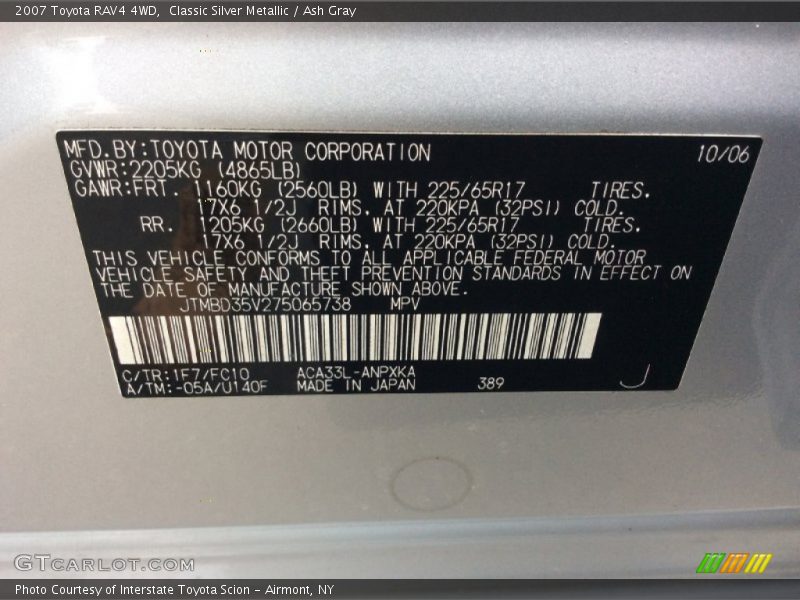 2007 Toyota RAV4 4WD,  Classic Silver Metallic / Ash Gray
MFD.BY:TOYOTA MOTOR CORPORATION 10/06
GVWR:2205KG (4865LB)
GAWR:FRT. 1160KG (2560LB) WITH 225/65R17 TIRES.
17X6 1/2J RIMS, AT 220KPA (32PSI) COLD.
RR. 1205KG (2660LB) WITH 225/65R17 TIRES.
17X6 1/2J RIMS, AT 220KPA (32PSI) COLD.
THIS VEHICLE CONFORMS TO ALL APPLICABLE FEDERAL MOTOR
VEHICLE SAFETY AND THEFT PREVENTION STANDARDS IN EFFECT ON
THE DATE OF MANUFACTURE SHOWN ABOVE.
JTMBD35V275065738 MPV
C/TR:1F7/FC10 ACA33L-ANPXKA
A/TM:-05A/U140F MADE IN JAPAN 389 J
GTCARLOT.COM
Photo Courtesy of Interstate Toyota Scion - Airmont, NY